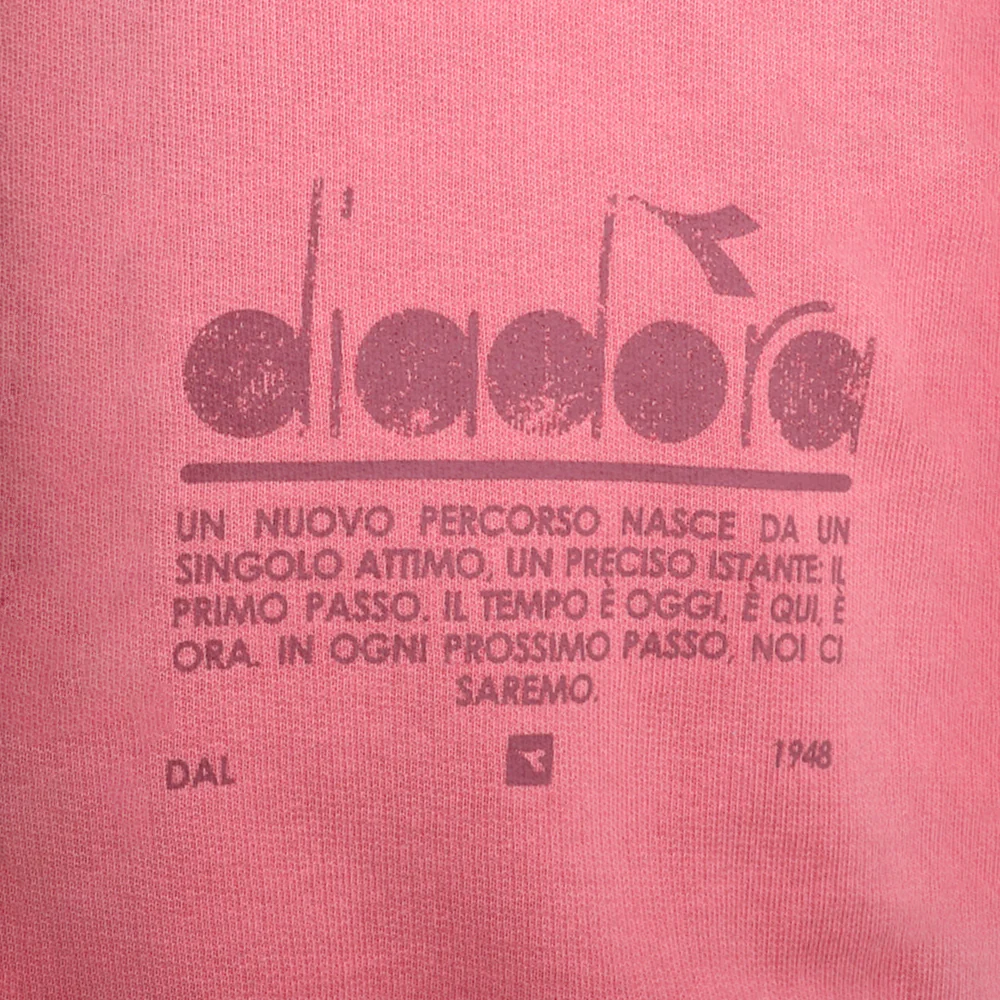 diadora
UN NUOVO PERCORSO NASCE DA UN
SINGOLO ATTIMO, UN PRECISO ISTANTE: IL
PRIMO PASSO. IL TEMPO È OGGI, È QUI, È
ORA. IN OGNI PROSSIMO PASSO, NOI CI
SAREMO.
DAL 1948